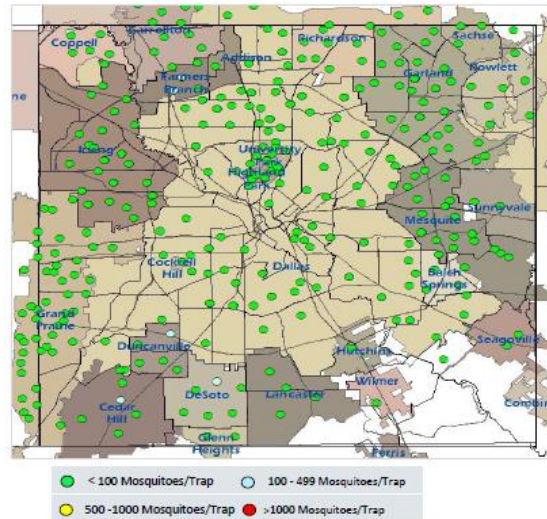 Carrollton
Coppell
Addison
Richardson
Sachse
Farmers
Branch
Garland
Rowlett
ne
Irving
University
Park
Highland
Park
Sunnyvale
Mesquite
Cockrell
Hill
Dallas
Balch
Springs
Grand
Prairie
Duncanville
Hutchins
Seagoville
Cedar
Hill
DeSoto
Lancaster
Wilmer
Combin
Glenn
Heights
Ferris
< 100 Mosquitoes/Trap
100 - 499 Mosquitoes/Trap
500 -1000 Mosquitoes/Trap
>1000 Mosquitoes/Trap